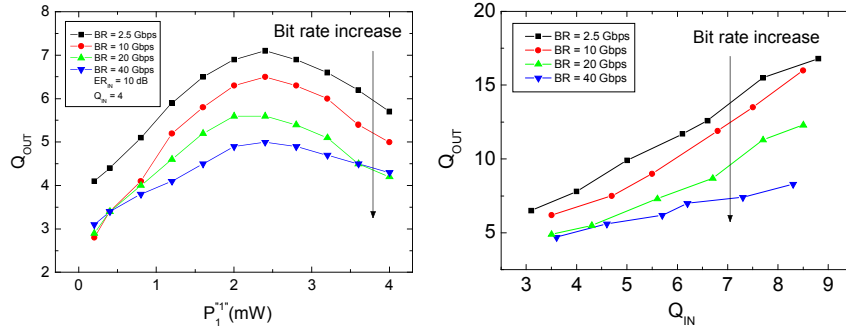 8
7
6
5
4
3
2
Q_OUT
BR = 2.5 Gbps
BR = 10 Gbps
BR = 20 Gbps
BR = 40 Gbps
ER_IN = 10 dB
Q_IN = 4
Bit rate increase
0 1 2 3 4
P_1^"1" (mW)
20
15
10
5
Q_OUT
BR = 2.5 Gbps
BR = 10 Gbps
BR = 20 Gbps
BR = 40 Gbps
Bit rate increase
3 4 5 6 7 8 9
Q_IN